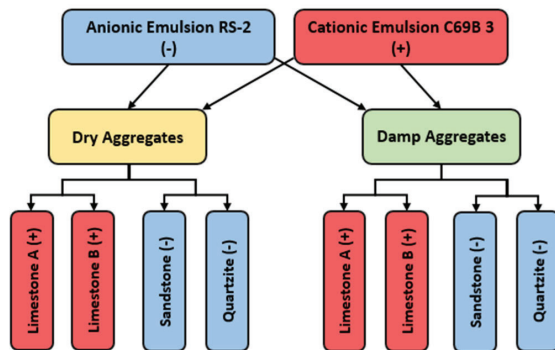 Anionic Emulsion RS-2
(-)
Cationic Emulsion C69B 3
(+)
Dry Aggregates
Damp Aggregates
Limestone A (+)
Limestone B (+)
Sandstone (-)
Quartzite (-)
Limestone A (+)
Limestone B (+)
Sandstone (-)
Quartzite (-)